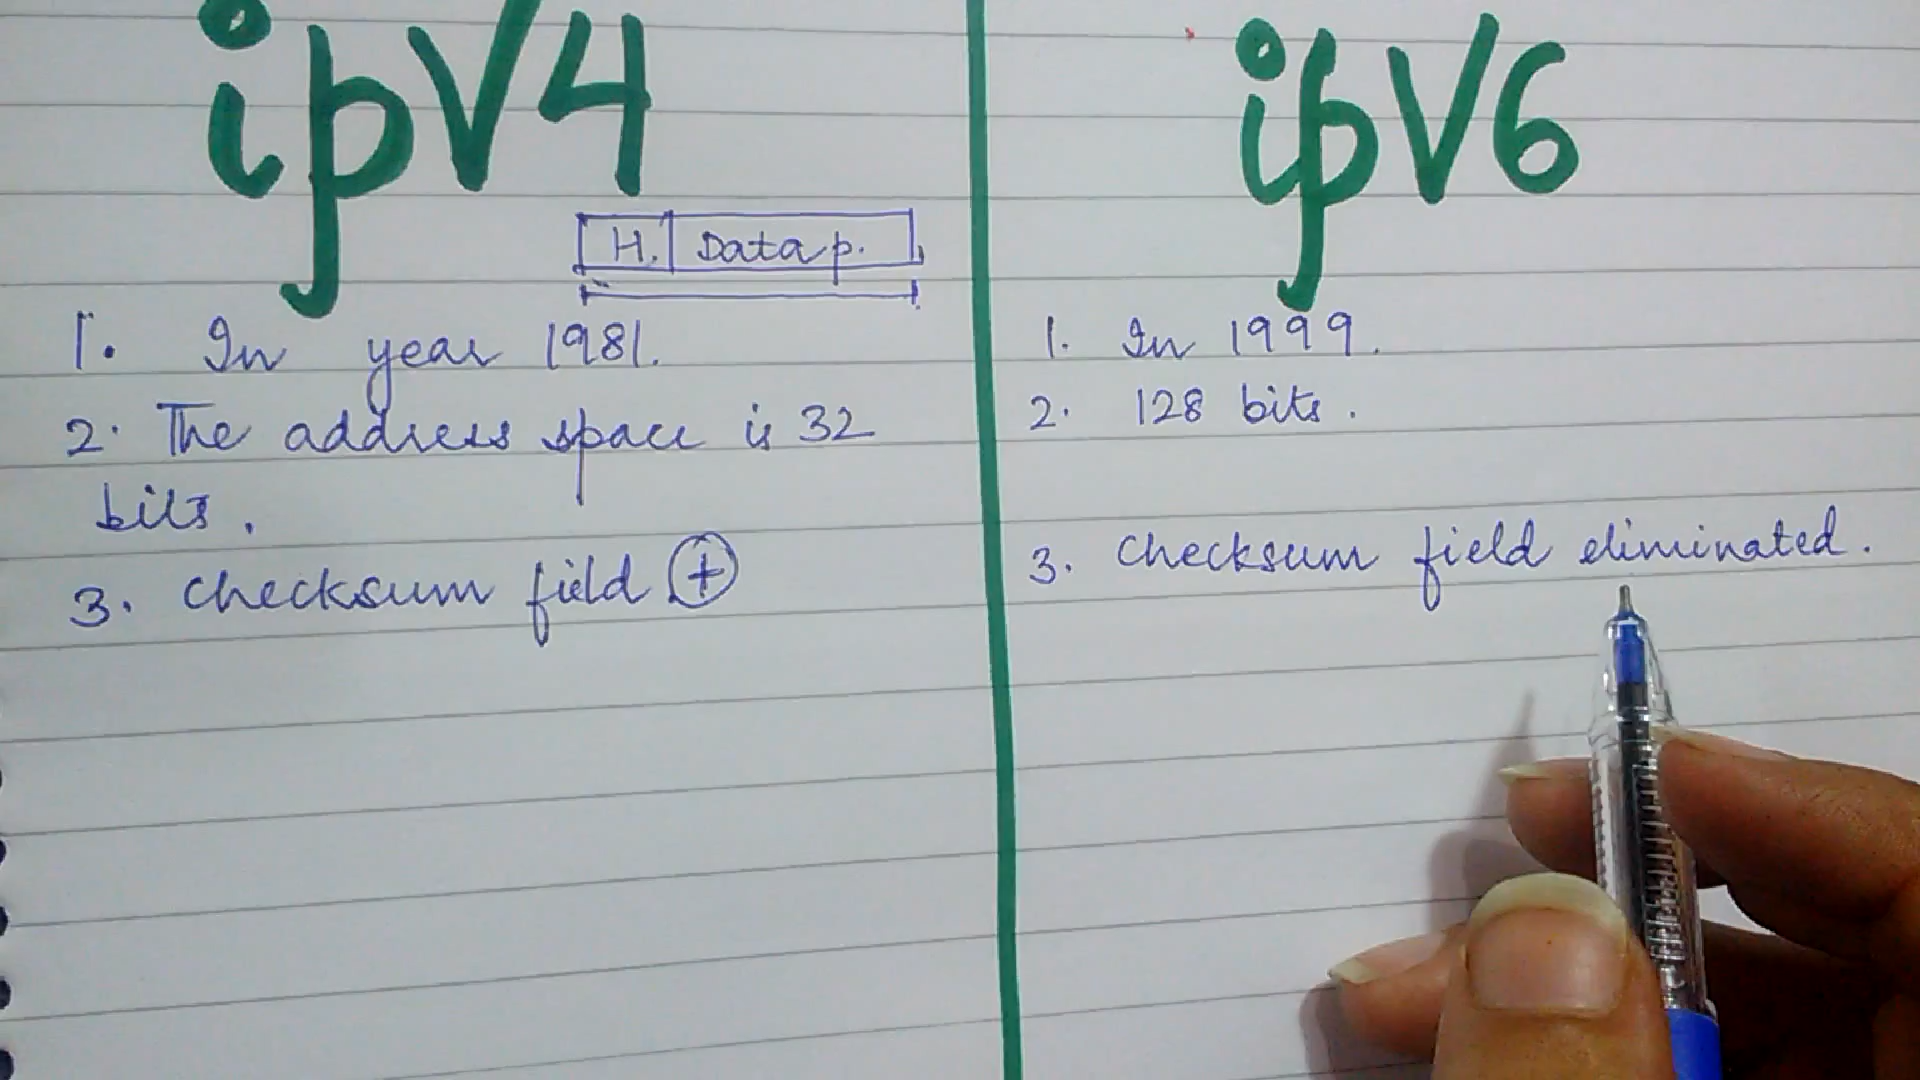 ipV4
H. Data p.
1. In year 1981.
2. The address space is 32
bits.
3. Checksum field +
ipV6
1. In 1999.
2. 128 bits.
3. Checksum field eliminated.